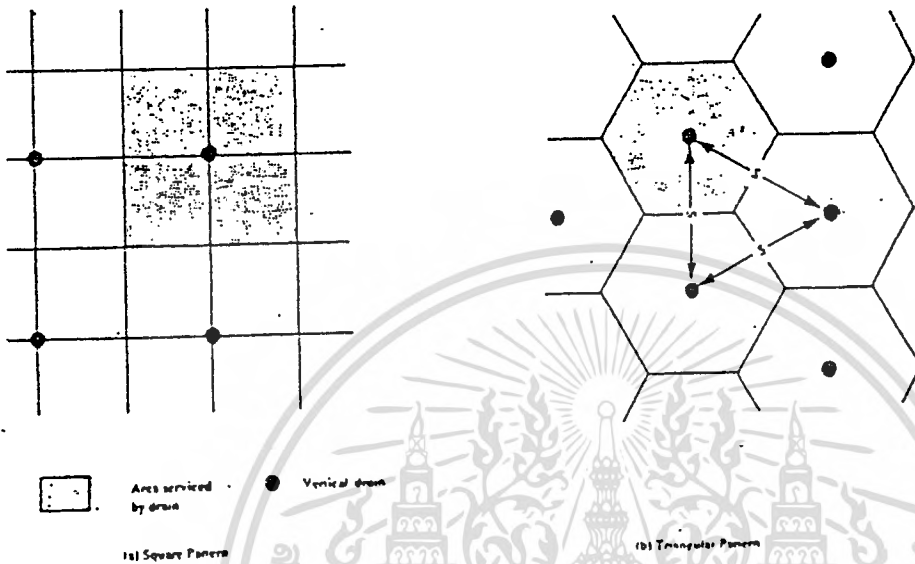 S
S
S
Area serviced
by drain
Vertical drain
(a) Square Pattern
(b) Triangular Pattern